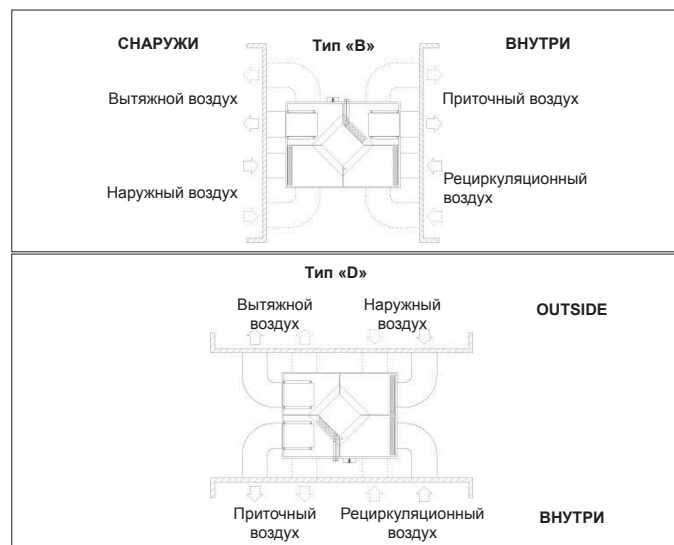 СНАРУЖИ
Тип «B»
ВНУТРИ
Вытяжной воздух
Приточный воздух
Наружный воздух
Рециркуляционный
воздух
Тип «D»
Вытяжной
воздух
Наружный
воздух
OUTSIDE
Приточный
воздух
Рециркуляционный
воздух
ВНУТРИ